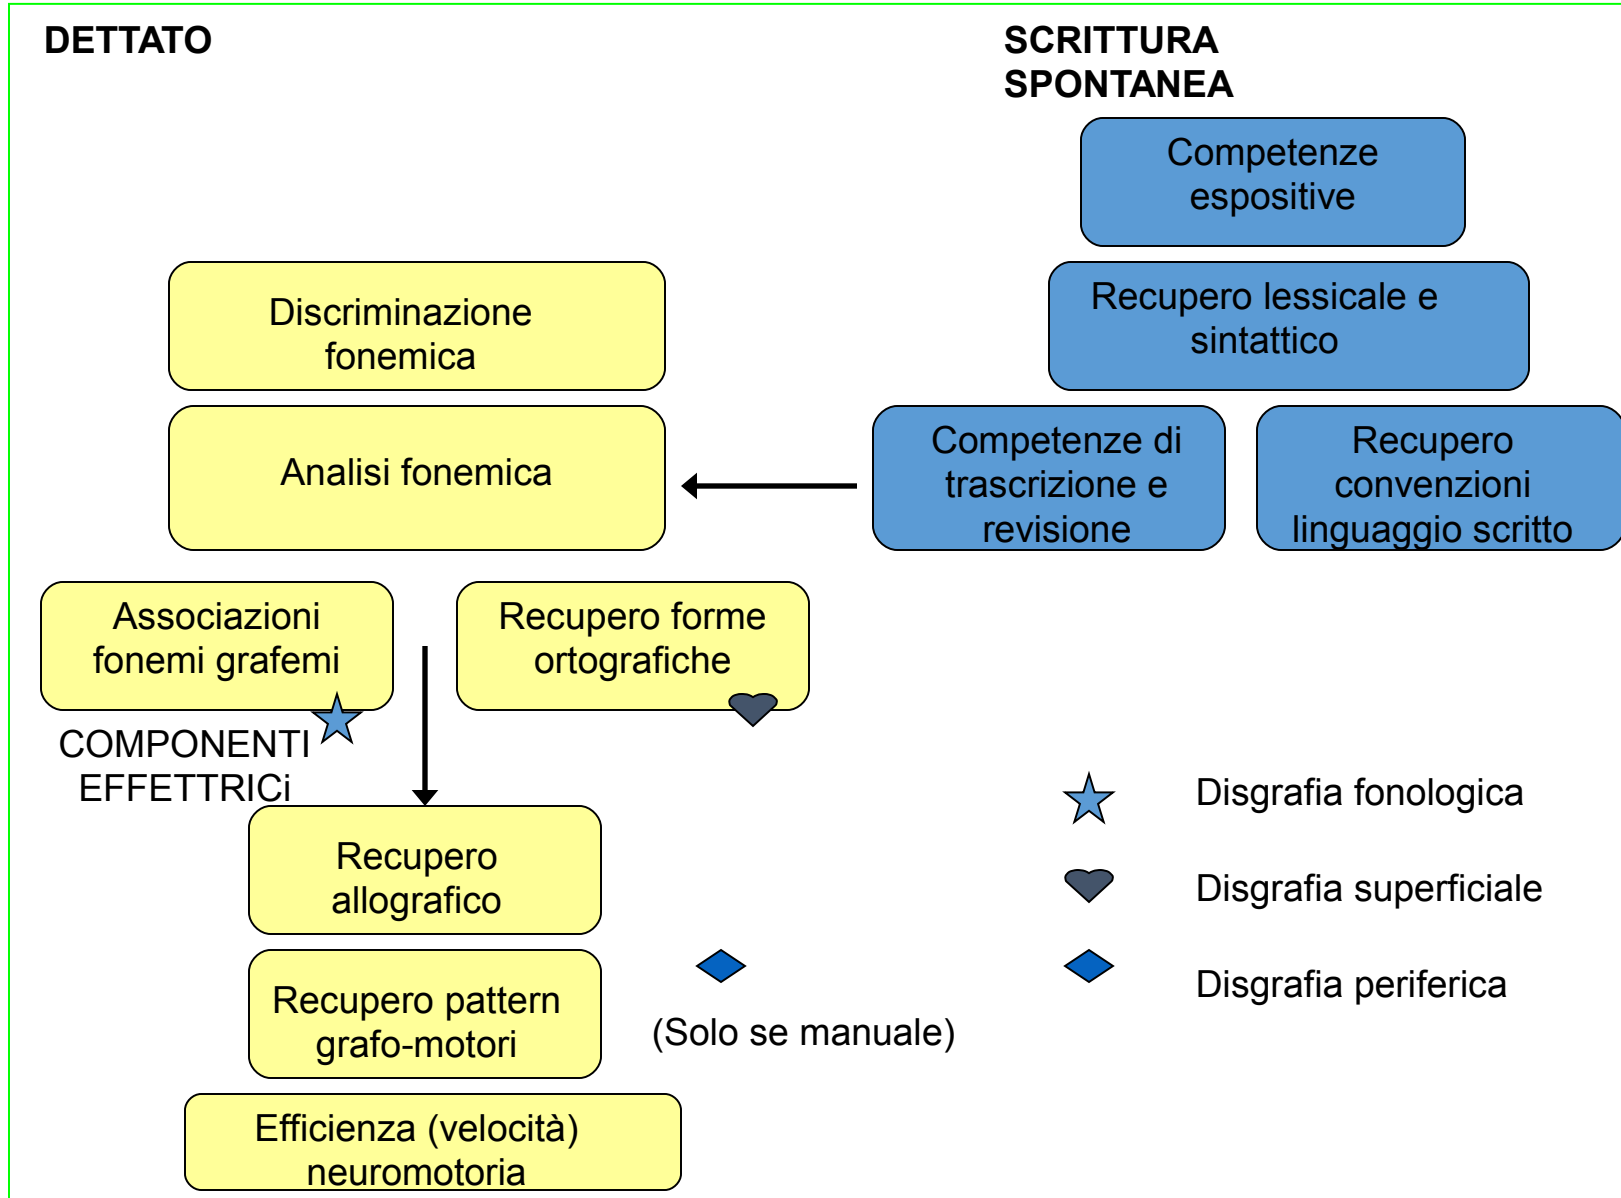 DETTATO
SCRITTURA
SPONTANEA
Competenze
espositive
Recupero lessicale e
sintattico
Discriminazione
fonemica
Analisi fonemica
Competenze di
trascrizione e
revisione
Recupero
convenzioni
linguaggio scritto
Associazioni
fonemi grafemi
Recupero forme
ortografiche
COMPONENTI
EFFETTRICi
Recupero
allografico
Recupero pattern
grafo-motori
(Solo se manuale)
Efficienza (velocità)
neuromotoria
Disgrafia fonologica
Disgrafia superficiale
Disgrafia periferica